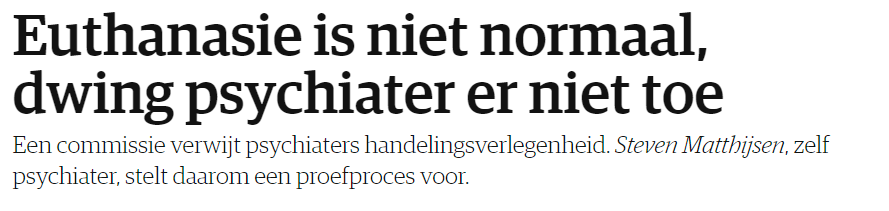 Euthanasie is niet normaal,
dwing psychiater er niet toe
Een commissie verwijt psychiaters handelingsverlegenheid. Steven Matthijsen, zelf
psychiater, stelt daarom een proefproces voor.